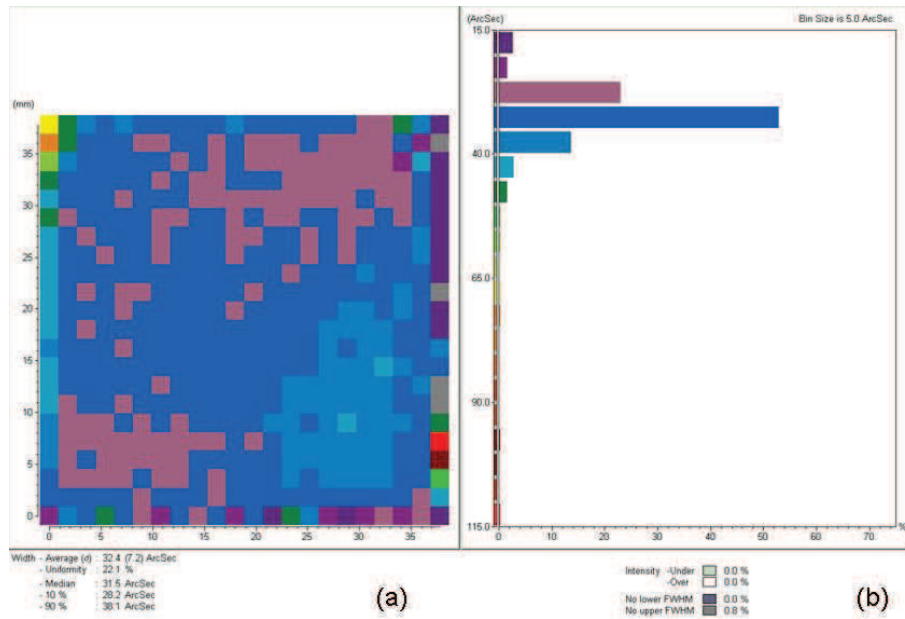 (mm)
35
30
25
20
15
10
5
0
0 5 10 15 20 25 30 35
Width - Average (d) : 32.4 (7.2) ArcSec
- Uniformity : 22.1 %
- Median : 31.5 ArcSec
- 10 % : 28.2 ArcSec
- 90 % : 38.1 ArcSec
(a)
(ArcSec) Bin Size is 5.0 ArcSec
15.0
40.0
65.0
90.0
115.0
0 10 20 30 40 50 60 70 %
Intensity -Under 0.0 %
-Over 0.0 %
No lower FWHM 0.0 %
No upper FWHM 0.8 %
(b)